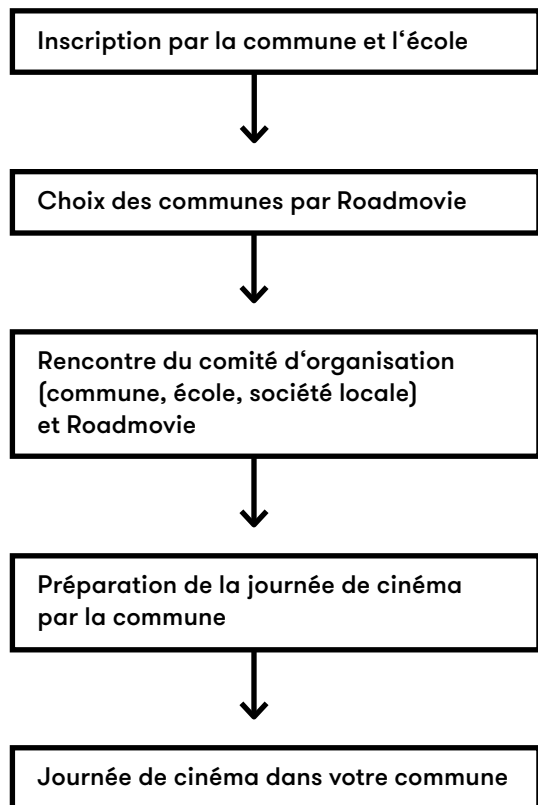 Inscription par la commune et l‘école
Choix des communes par Roadmovie
Rencontre du comité d‘organisation
(commune, école, société locale)
et Roadmovie
Préparation de la journée de cinéma
par la commune
Journée de cinéma dans votre commune